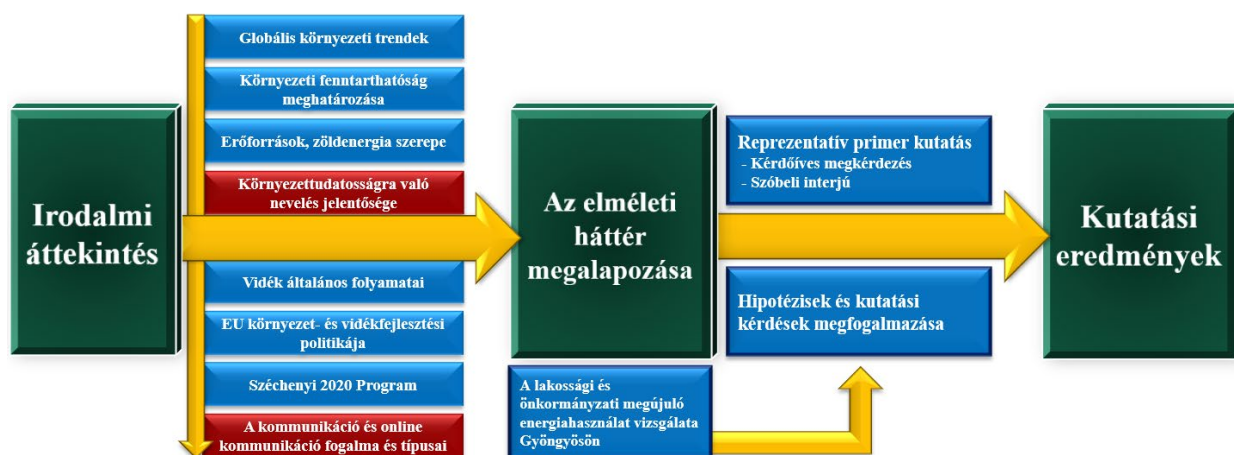 Irodalmi
áttekintés
Globális környezeti trendek
Környezeti fenntarthatóság
meghatározása
Erőforrások, zöldenergia szerepe
Környezettudatosságra való
nevelés jelentősége
Vidék általános folyamatai
EU környezet- és vidékfejlesztési
politikája
Széchenyi 2020 Program
A kommunikáció és online
kommunikáció fogalma és típusai
Az elméleti
háttér
megalapozása
A lakossági és
önkormányzati megújuló
energiahasználat vizsgálata
Gyöngyösön
Reprezentatív primer kutatás
- Kérdőíves megkérdezés
- Szóbeli interjú
Hipotézisek és kutatási
kérdések megfogalmazása
Kutatási
eredmények